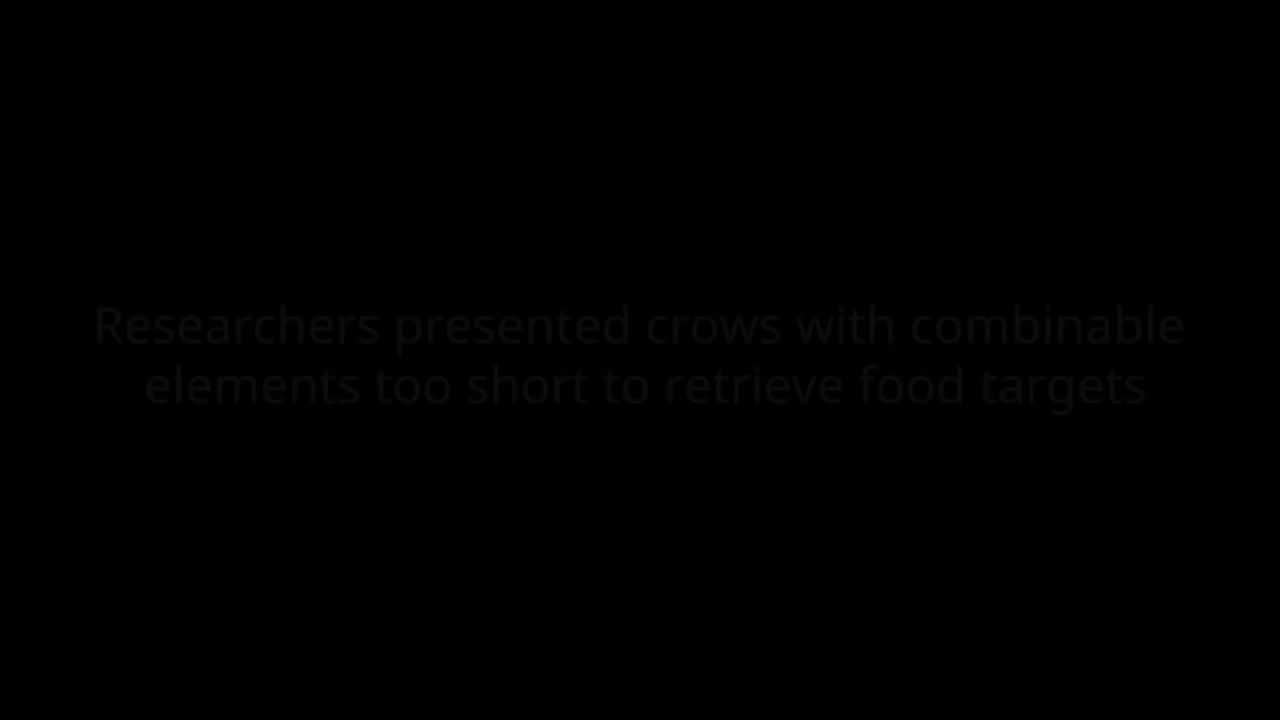 Researchers presented crows with combinable
elements too short to retrieve food targets